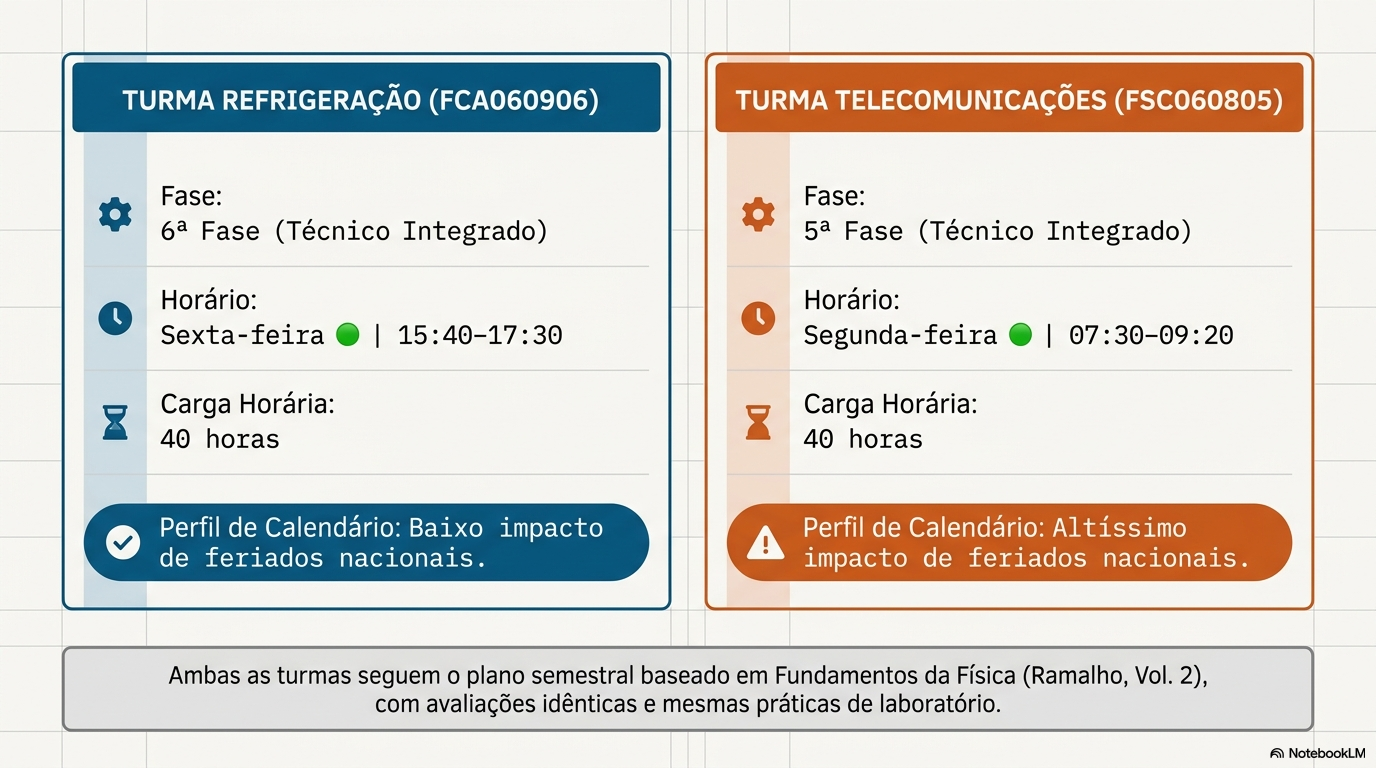 TURMA REFRIGERAÇÃO (FCA060906)
Fase:
6ª Fase (Técnico Integrado)
Horário:
Sexta-feira 🟢 | 15:40–17:30
Carga Horária:
40 horas
Perfil de Calendário: Baixo impacto
de feriados nacionais.
TURMA TELECOMUNICAÇÕES (FSC060805)
Fase:
5ª Fase (Técnico Integrado)
Horário:
Segunda-feira 🟢 | 07:30–09:20
Carga Horária:
40 horas
Perfil de Calendário: Altíssimo
impacto de feriados nacionais.
Ambas as turmas seguem o plano semestral baseado em Fundamentos da Física (Ramalho, Vol. 2),
com avaliações idênticas e mesmas práticas de laboratório.
NotebookLM